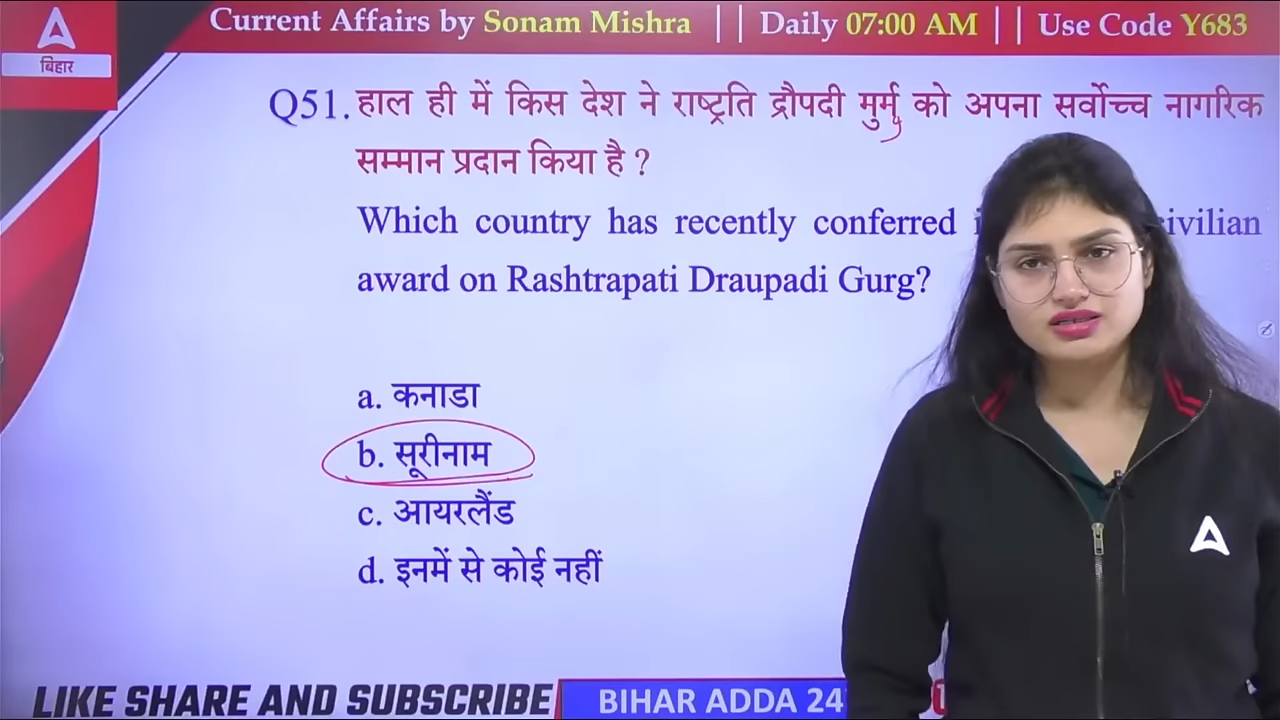 Current Affairs by Sonam Mishra || Daily 07:00 AM || Use Code Y683
बिहार
Q51. हाल ही में किस देश ने राष्ट्रति द्रौपदी मुर्मू को अपना सर्वोच्च नागरिक
सम्मान प्रदान किया है ?
Which country has recently conferred civilian
award on Rashtrapati Draupadi Gurg?
a. कनाडा
b. सूरीनाम
c. आयरलैंड
d. इनमें से कोई नहीं
LIKE SHARE AND SUBSCRIBE
BIHAR ADDA 24